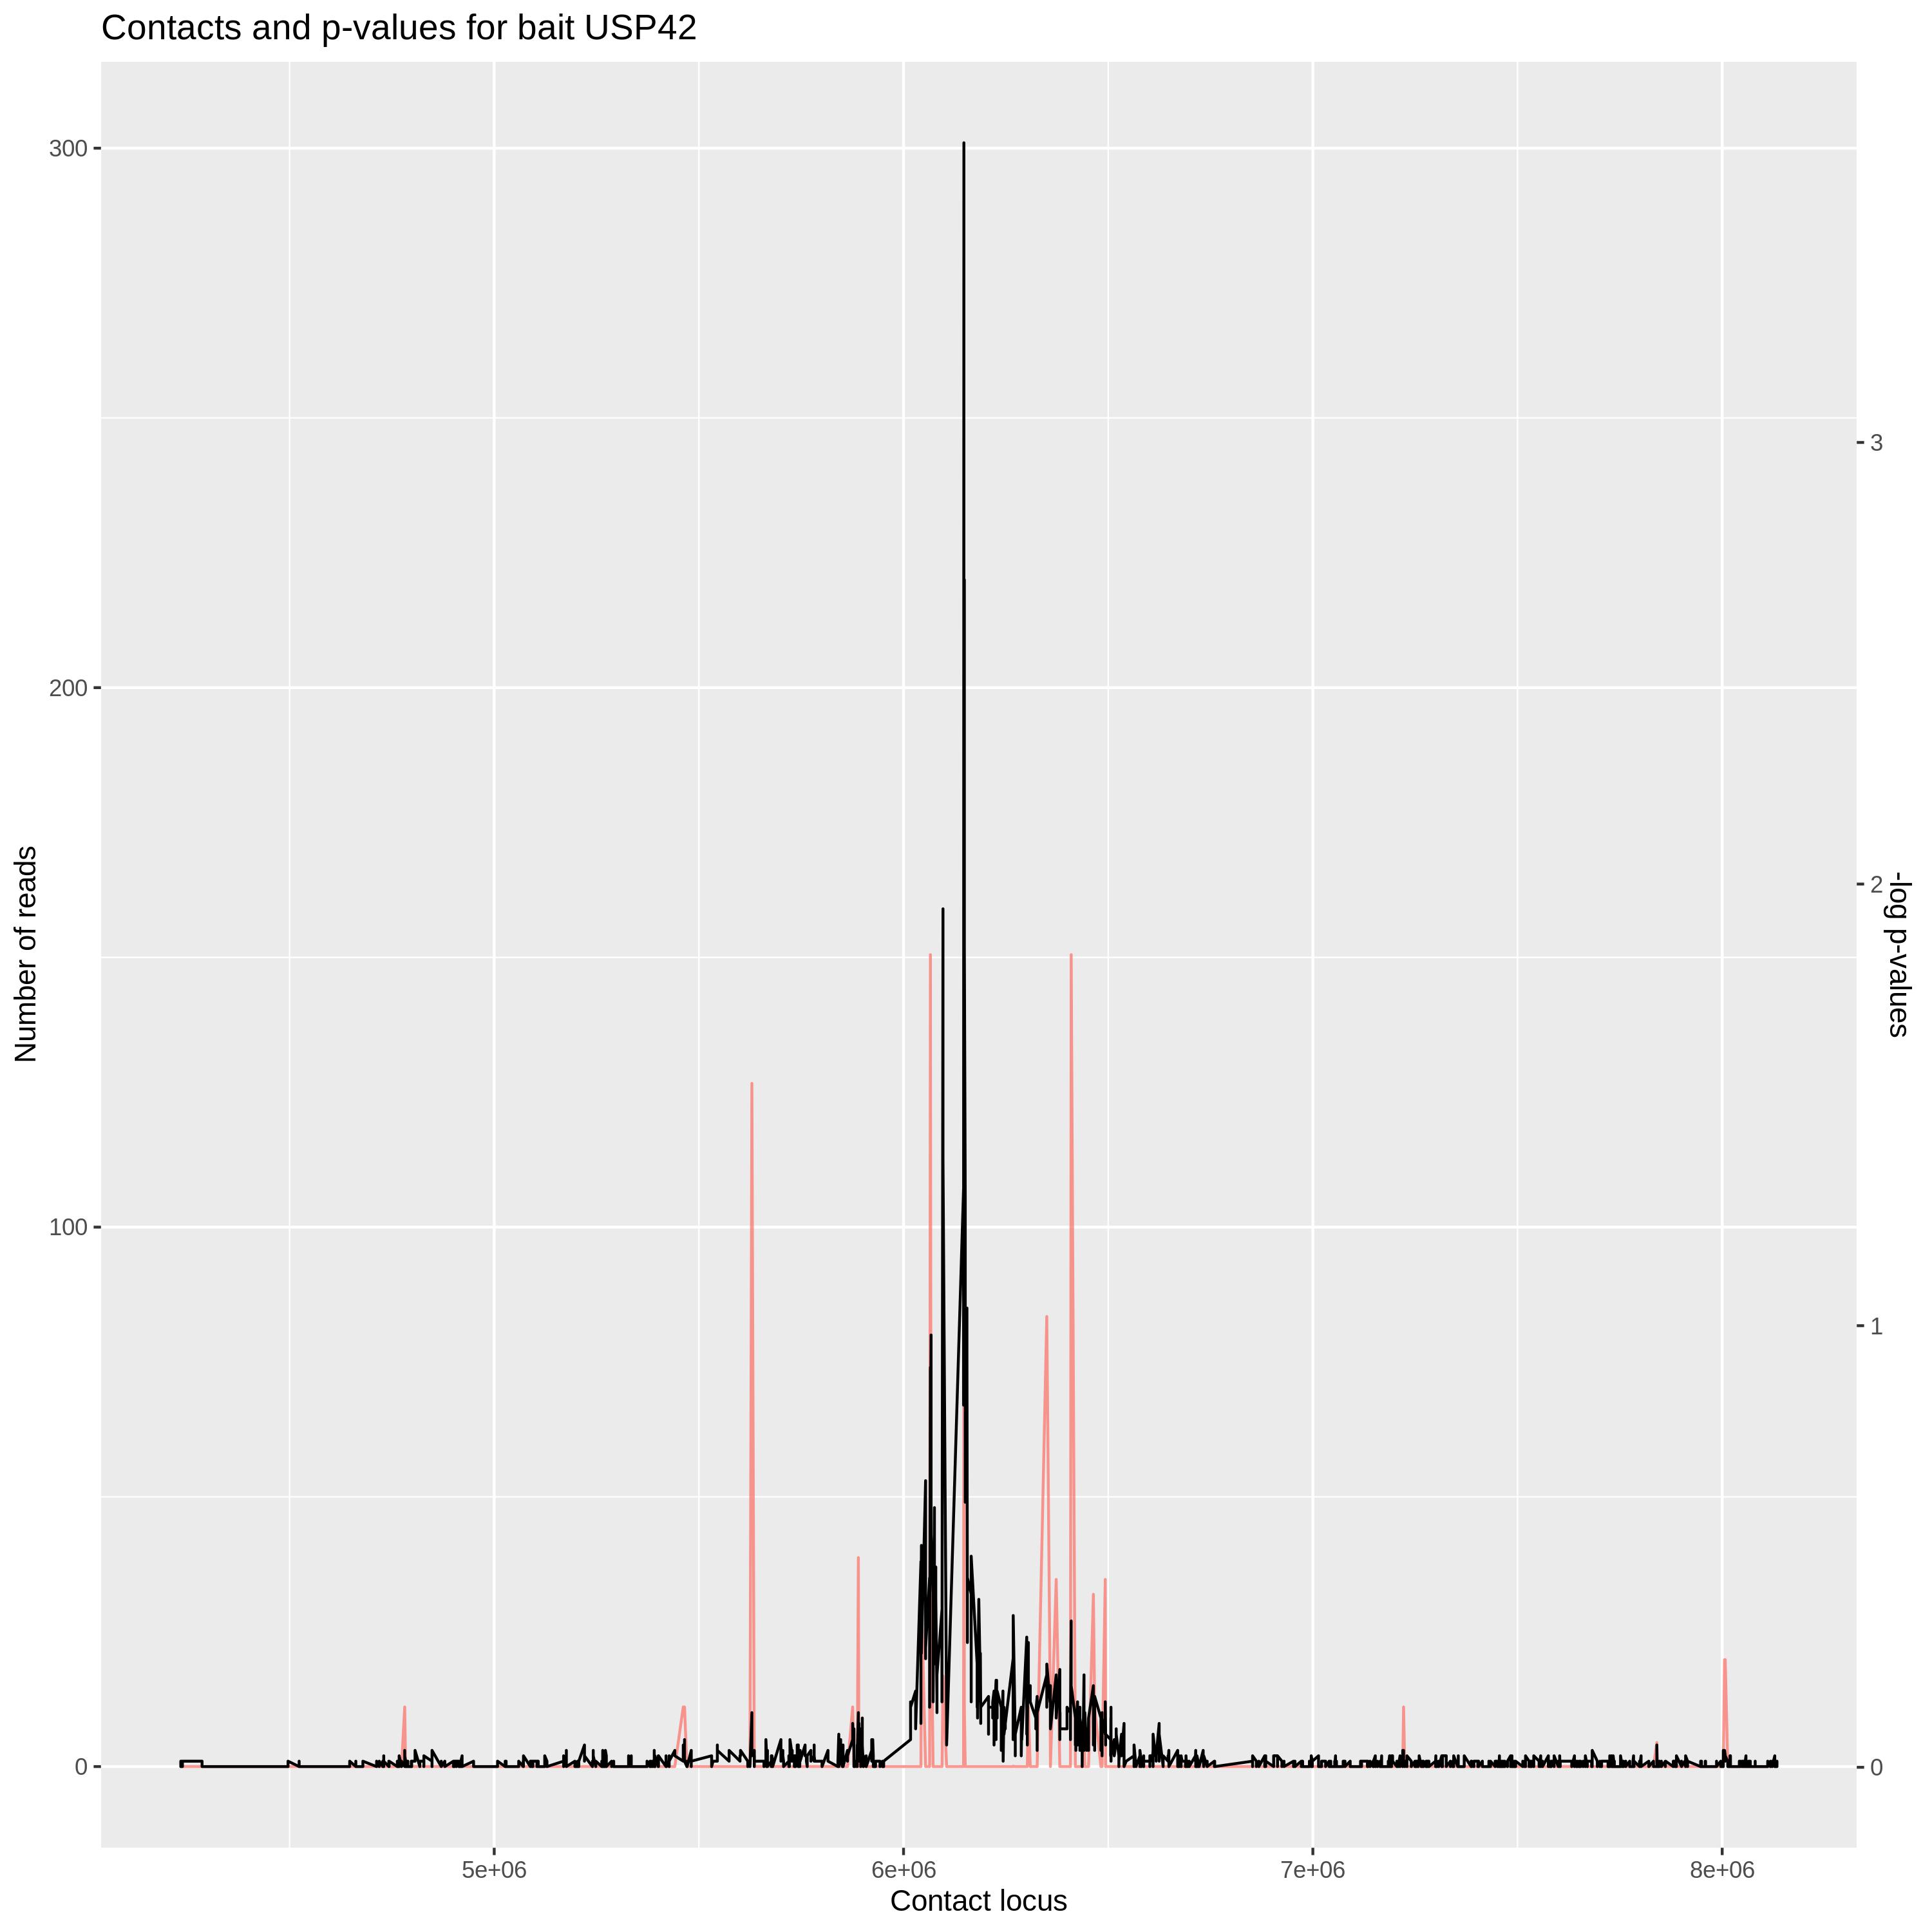 Contacts and p-values for bait USP42
300
200
100
0
Number of reads
3
2
1
0
-log p-values
5e+06
6e+06
7e+06
8e+06
Contact locus